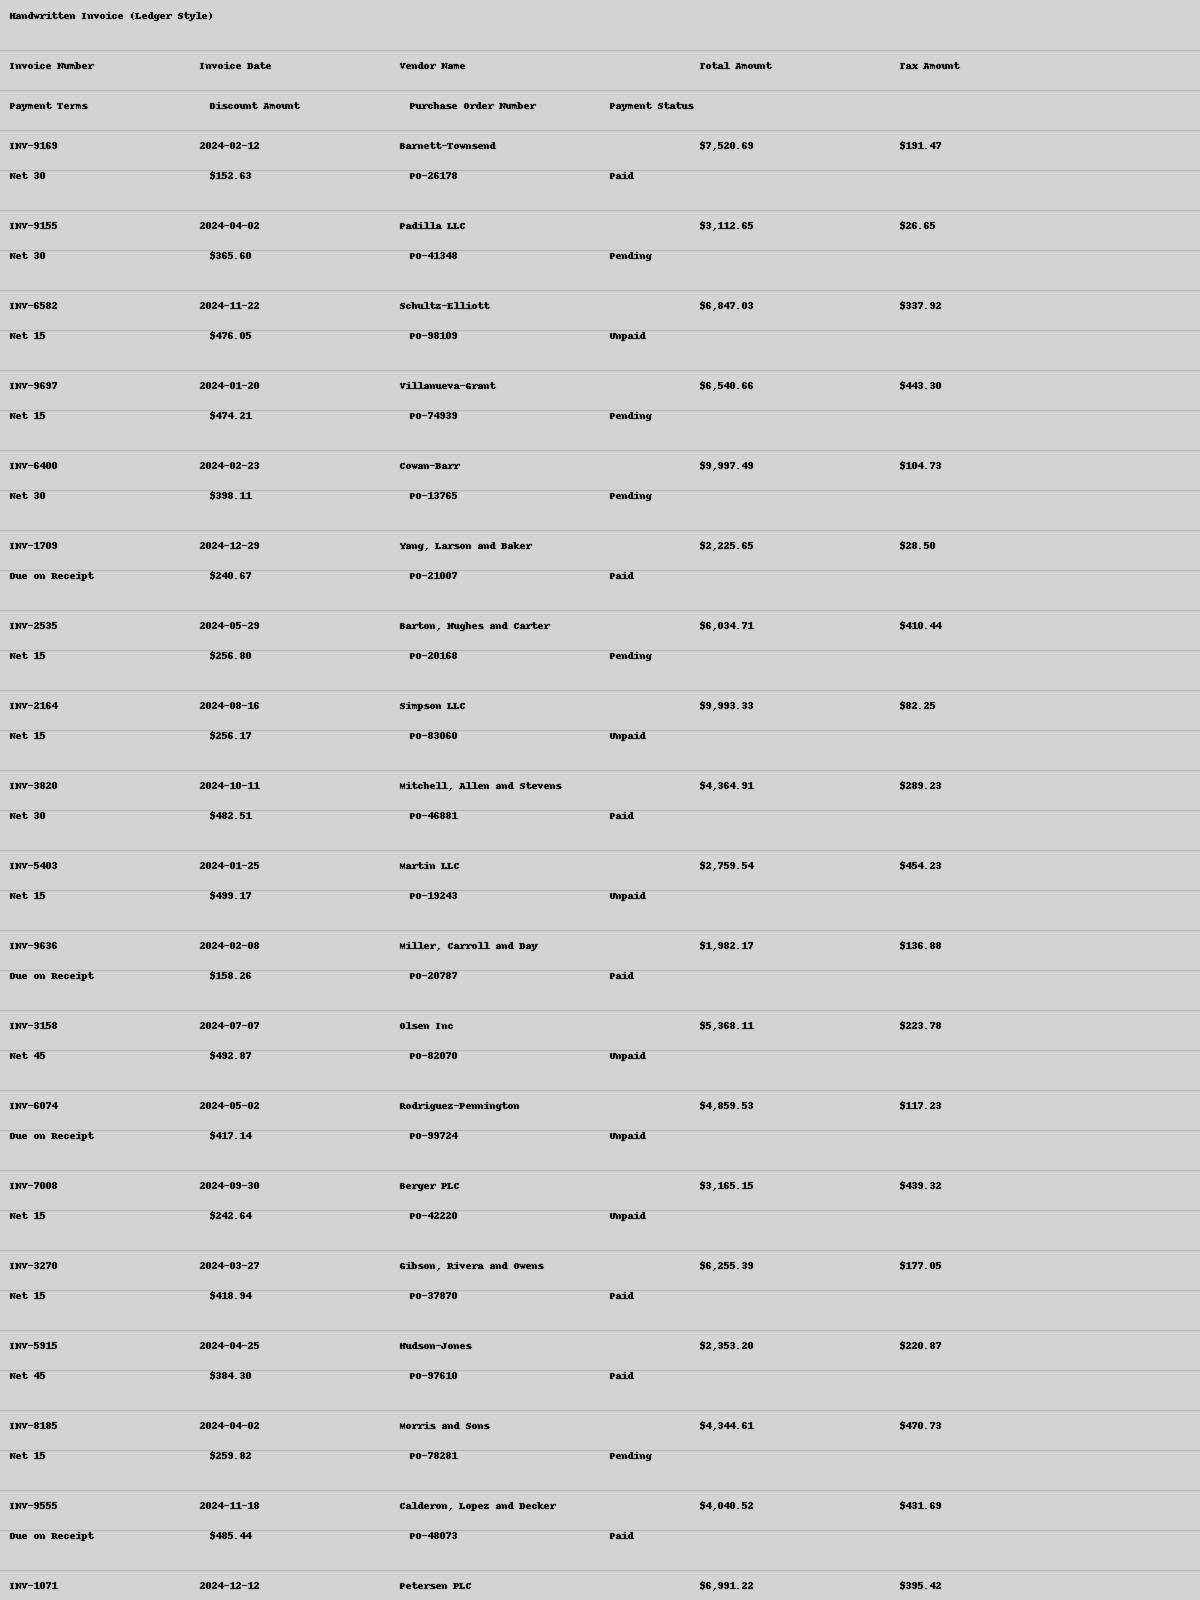 Handwritten Invoice (Ledger Style)
Invoice Number Invoice Date Vendor Name Total Amount Tax Amount
Payment Terms Discount Amount Purchase Order Number Payment Status
INV-9169 2024-02-12 Barnett-Townsend $7,520.69 $191.47
Net 30 $152.63 PO-26178 Paid
INV-9155 2024-04-02 Padilla LLC $3,112.65 $26.65
Net 30 $365.60 PO-41348 Pending
INV-6582 2024-11-22 Schultz-Elliott $6,847.03 $337.92
Net 15 $476.05 PO-98109 Unpaid
INV-9697 2024-01-20 Villanueva-Grant $6,540.66 $443.30
Net 15 $474.21 PO-74939 Pending
INV-6400 2024-02-23 Cowan-Barr $9,997.49 $104.73
Net 30 $398.11 PO-13765 Pending
INV-1709 2024-12-29 Yang, Larson and Baker $2,225.65 $28.50
Due on Receipt $240.67 PO-21007 Paid
INV-2535 2024-05-29 Barton, Hughes and Carter $6,034.71 $410.44
Net 15 $256.80 PO-20168 Pending
INV-2164 2024-08-16 Simpson LLC $9,993.33 $82.25
Net 15 $256.17 PO-83060 Unpaid
INV-3820 2024-10-11 Mitchell, Allen and Stevens $4,364.91 $289.23
Net 30 $482.51 PO-46881 Paid
INV-5403 2024-01-25 Martin LLC $2,759.54 $454.23
Net 15 $499.17 PO-19243 Unpaid
INV-9636 2024-02-08 Miller, Carroll and Day $1,982.17 $136.88
Due on Receipt $158.26 PO-20787 Paid
INV-3158 2024-07-07 Olsen Inc $5,368.11 $223.78
Net 45 $492.87 PO-82070 Unpaid
INV-6074 2024-05-02 Rodriguez-Pennington $4,859.53 $117.23
Due on Receipt $417.14 PO-99724 Unpaid
INV-7008 2024-09-30 Berger PLC $3,165.15 $439.32
Net 15 $242.64 PO-42220 Unpaid
INV-3270 2024-03-27 Gibson, Rivera and Owens $6,255.39 $177.05
Net 15 $418.94 PO-37870 Paid
INV-5915 2024-04-25 Hudson-Jones $2,353.20 $220.87
Net 45 $384.30 PO-97610 Paid
INV-8185 2024-04-02 Morris and Sons $4,344.61 $470.73
Net 15 $259.82 PO-78281 Pending
INV-9555 2024-11-18 Calderon, Lopez and Decker $4,040.52 $431.69
Due on Receipt $485.44 PO-48073 Paid
INV-1071 2024-12-12 Petersen PLC $6,991.22 $395.42